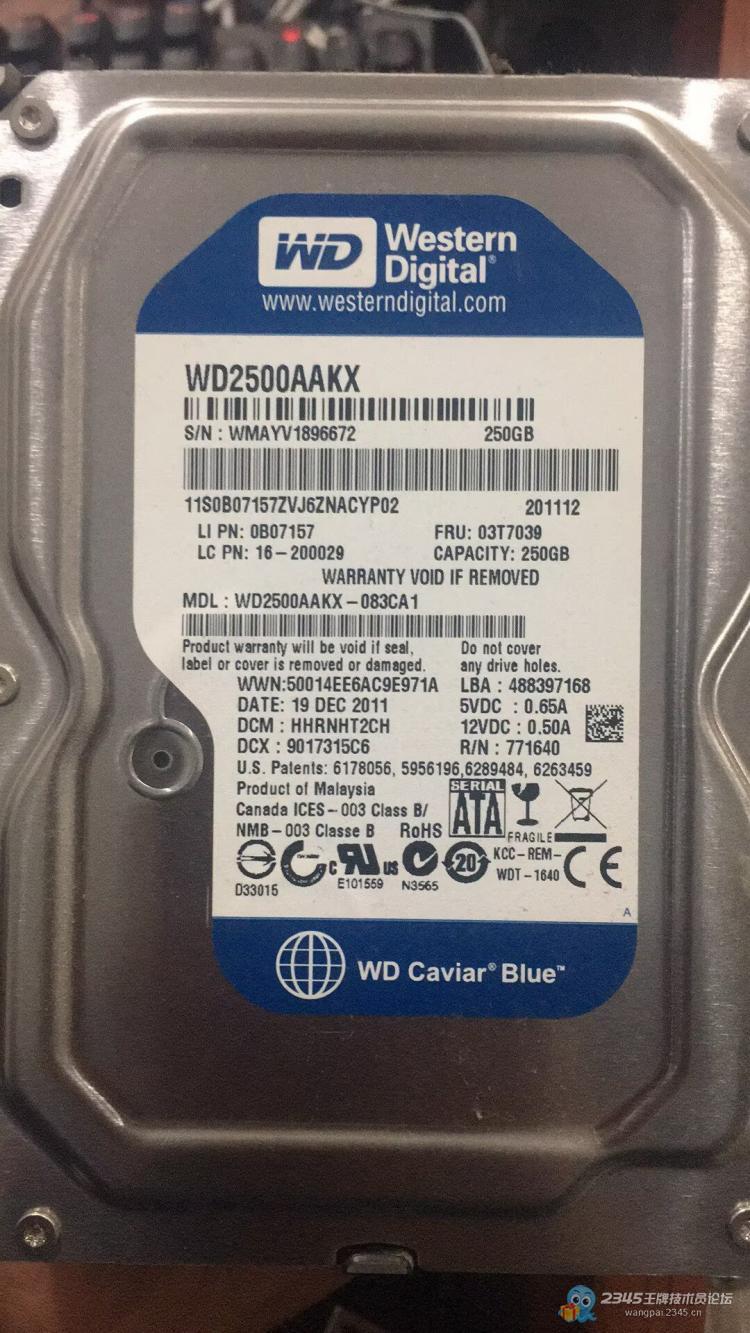 WD Western
Digital®
www.westerndigital.com
WD2500AAKX
S/N : WMAYV1896672 250GB
11S0B07157ZVJ6ZNACYP02 201112
LI PN: 0B07157 FRU: 03T7039
LC PN: 16-200029 CAPACITY: 250GB
WARRANTY VOID IF REMOVED
MDL : WD2500AAKX-083CA1
Product warranty will be void if seal, Do not cover
label or cover is removed or damaged. any drive holes.
WWN:50014EE6AC9E971A LBA : 488397168
DATE: 19 DEC 2011 5VDC : 0.65A
DCM : HHRNHT2CH 12VDC : 0.50A
DCX : 9017315C6 R/N : 771640
U.S. Patents: 6178056, 5956196,6289484, 6263459
Product of Malaysia SERIAL
Canada ICES-003 Class B/ ATA
NMB-003 Classe B RoHS FRAGILE
c RU us 20 KCC-REM- CE
D33015 E101559 N3565 WDT-1640
A
WD Caviar® Blue™
2345王牌技术员论坛
wangpai.2345.cn